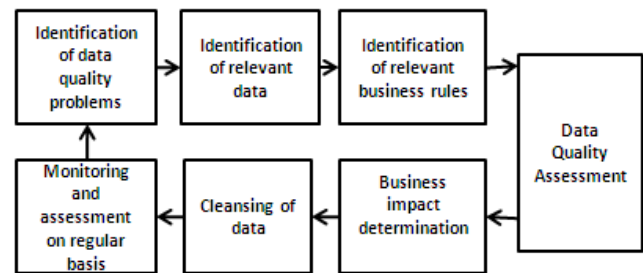 Identification
of data
quality
problems
Identification
of relevant
data
Identification
of relevant
business rules
Data
Quality
Assessment
Business
impact
determination
Cleansing of
data
Monitoring
and
assessment
on regular
basis